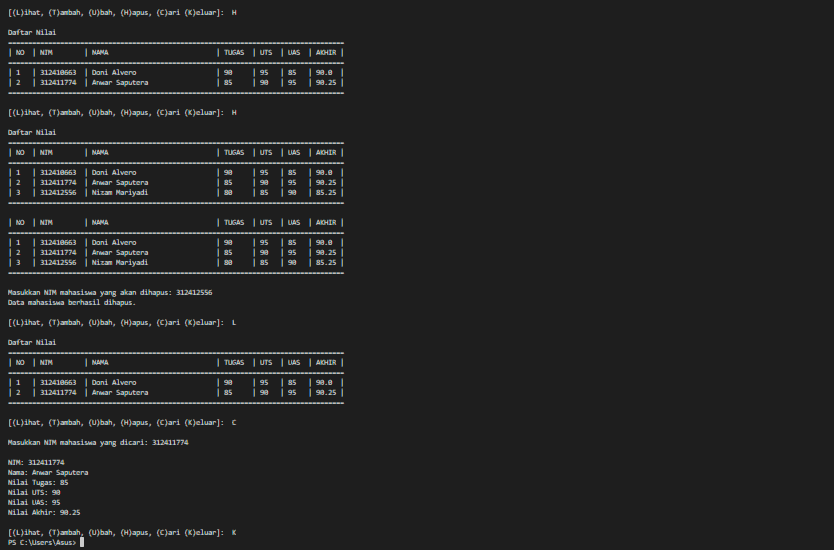 [(L)ihat, (T)ambah, (U)bah, (H)apus, (C)ari (K)eluar]:  H
Daftar Nilai
==================================================================================
| NO | NIM | NAMA | TUGAS | UTS | UAS | AKHIR |
==================================================================================
| 1 | 312410663 | Doni Alvero | 90 | 95 | 85 | 90.0 |
| 2 | 312411774 | Anwar Saputera | 85 | 90 | 95 | 90.25 |
==================================================================================
[(L)ihat, (T)ambah, (U)bah, (H)apus, (C)ari (K)eluar]:  H
Daftar Nilai
==================================================================================
| NO | NIM | NAMA | TUGAS | UTS | UAS | AKHIR |
==================================================================================
| 1 | 312410663 | Doni Alvero | 90 | 95 | 85 | 90.0 |
| 2 | 312411774 | Anwar Saputera | 85 | 90 | 95 | 90.25 |
| 3 | 312412556 | Nizam Mariyadi | 80 | 85 | 90 | 85.25 |
==================================================================================
| NO | NIM | NAMA | TUGAS | UTS | UAS | AKHIR |
==================================================================================
| 1 | 312410663 | Doni Alvero | 90 | 95 | 85 | 90.0 |
| 2 | 312411774 | Anwar Saputera | 85 | 90 | 95 | 90.25 |
| 3 | 312412556 | Nizam Mariyadi | 80 | 85 | 90 | 85.25 |
==================================================================================
Masukkan NIM mahasiswa yang akan dihapus: 312412556
Data mahasiswa berhasil dihapus.
[(L)ihat, (T)ambah, (U)bah, (H)apus, (C)ari (K)eluar]:  L
Daftar Nilai
==================================================================================
| NO | NIM | NAMA | TUGAS | UTS | UAS | AKHIR |
==================================================================================
| 1 | 312410663 | Doni Alvero | 90 | 95 | 85 | 90.0 |
| 2 | 312411774 | Anwar Saputera | 85 | 90 | 95 | 90.25 |
==================================================================================
[(L)ihat, (T)ambah, (U)bah, (H)apus, (C)ari (K)eluar]:  C
Masukkan NIM mahasiswa yang dicari: 312411774
NIM: 312411774
Nama: Anwar Saputera
Nilai Tugas: 85
Nilai UTS: 90
Nilai UAS: 95
Nilai Akhir: 90.25
[(L)ihat, (T)ambah, (U)bah, (H)apus, (C)ari (K)eluar]:  K
PS C:\Users\Asus>